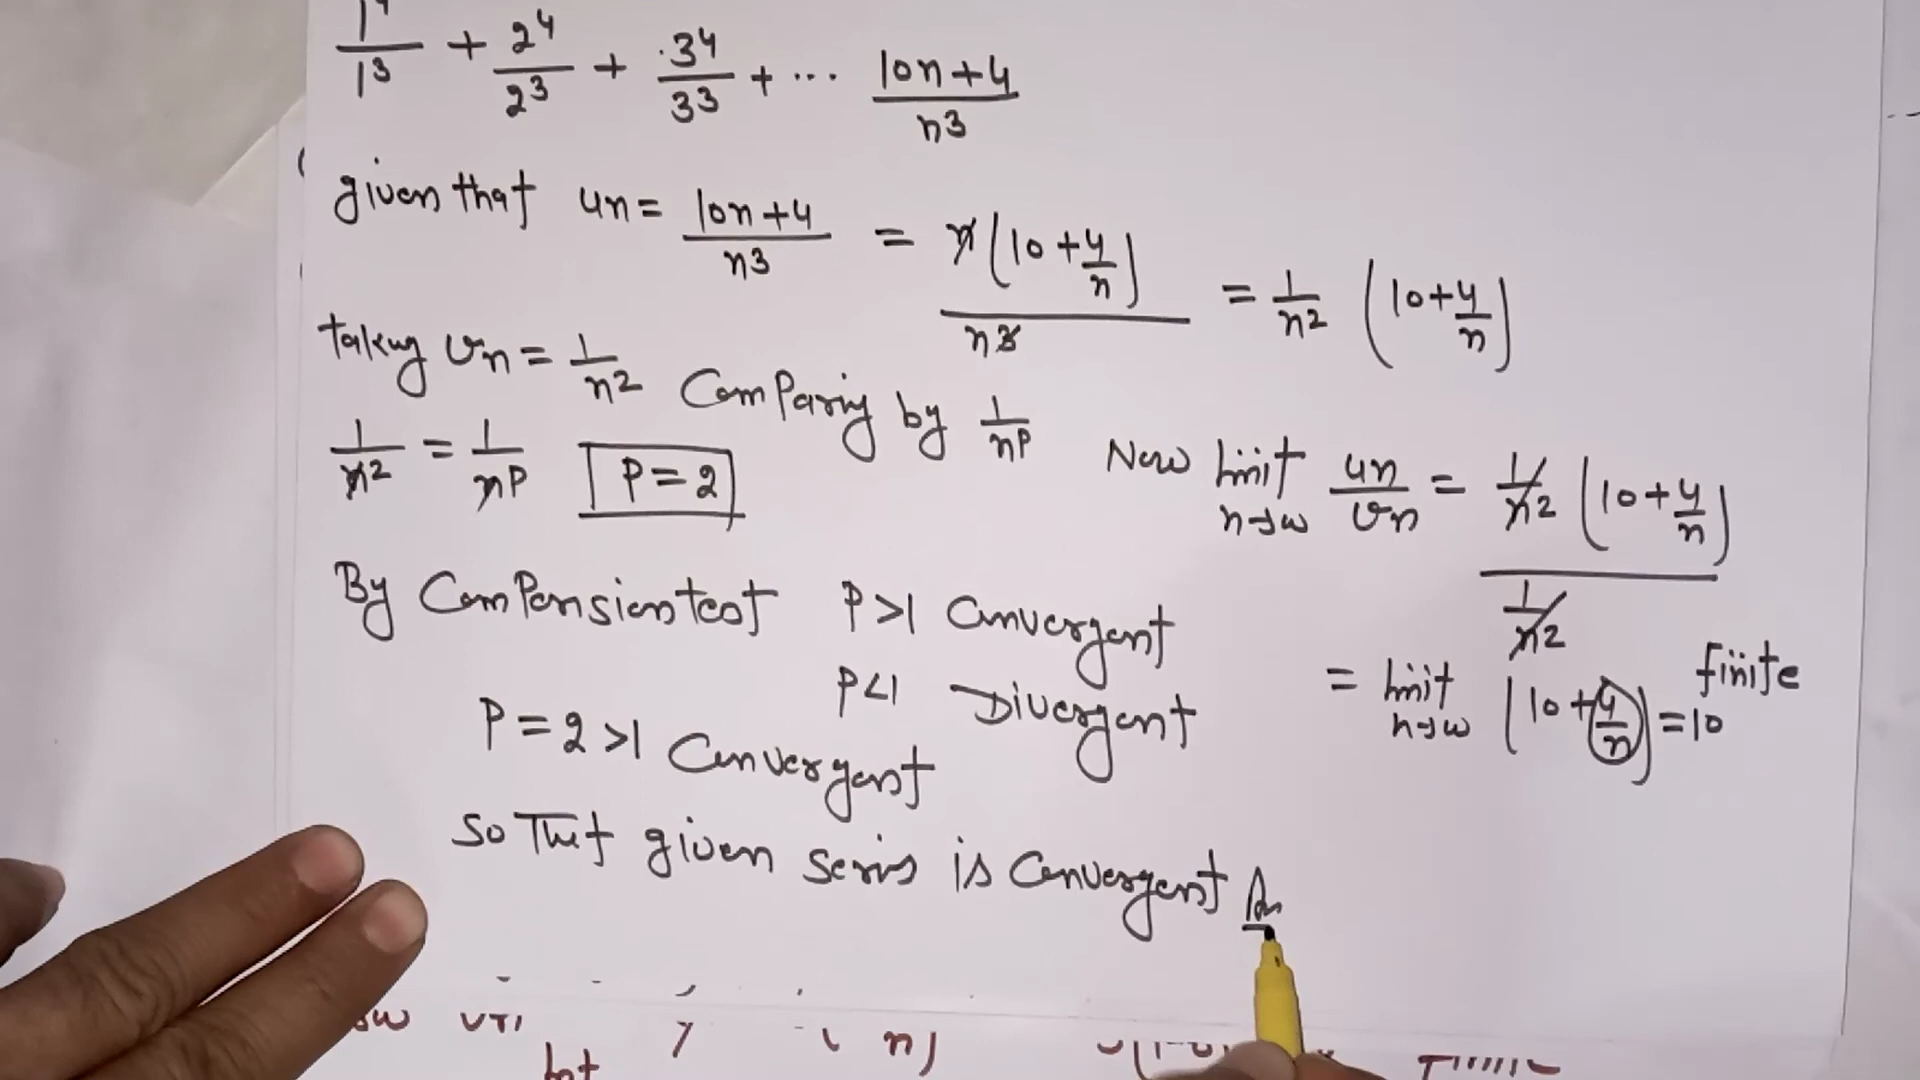 14/1³ + 24/2³ + 34/3³ + ... 10n+4/n³
given that un = 10n+4/n³ = n(10+4/n)/n³ = 1/n² (10+4/n)
taking vn = 1/n² Comparing by 1/nᵖ
1/n² = 1/nᵖ P=2
Now limit n→∞ un/vn = 1/n² (10+4/n) / 1/n²
= limit n→∞ (10+4/n) = 10 finite
By Compension test P>1 Convergent
P<1 Divergent
P=2>1 Convergent
So That given seris is Convergent An